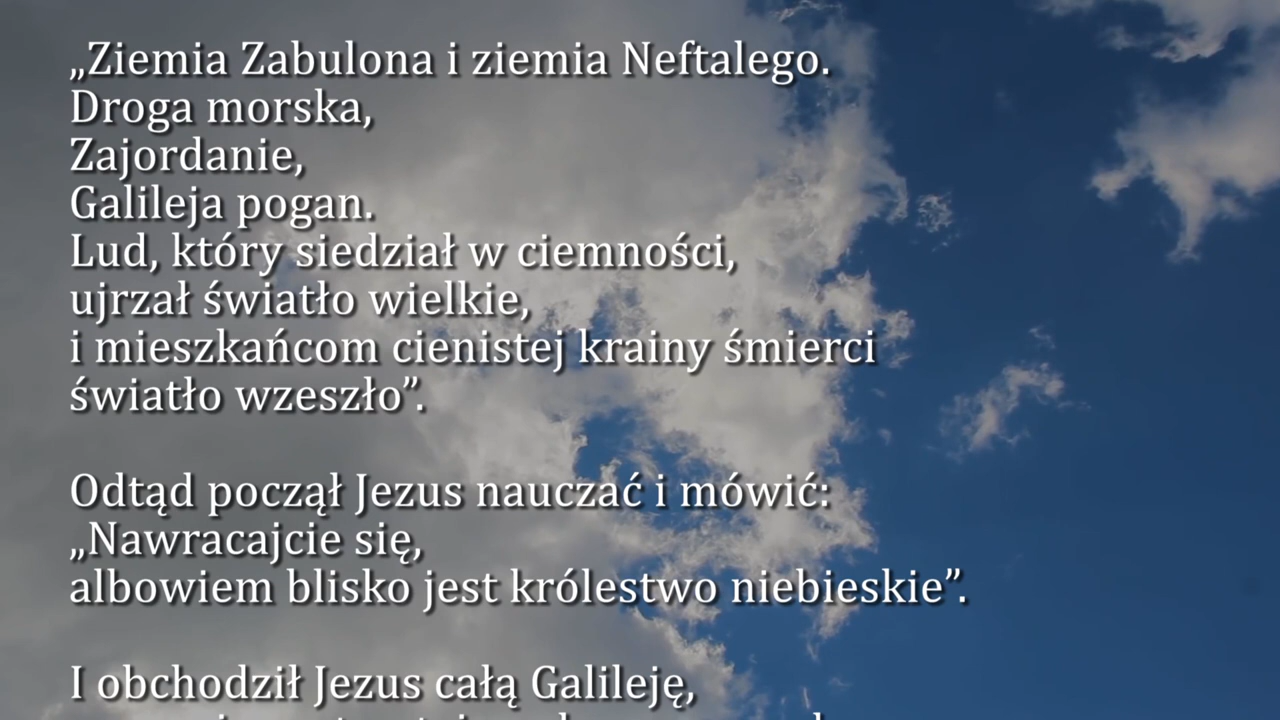 „Ziemia Zabulona i ziemia Neftalego.
Droga morska,
Zajordanie,
Galileja pogan.
Lud, który siedział w ciemności,
ujrzał światło wielkie,
i mieszkańcom cienistej krainy śmierci
światło wzeszło”.
Odtąd począł Jezus nauczać i mówić:
„Nawracajcie się,
albowiem blisko jest królestwo niebieskie”.
I obchodził Jezus całą Galileję,